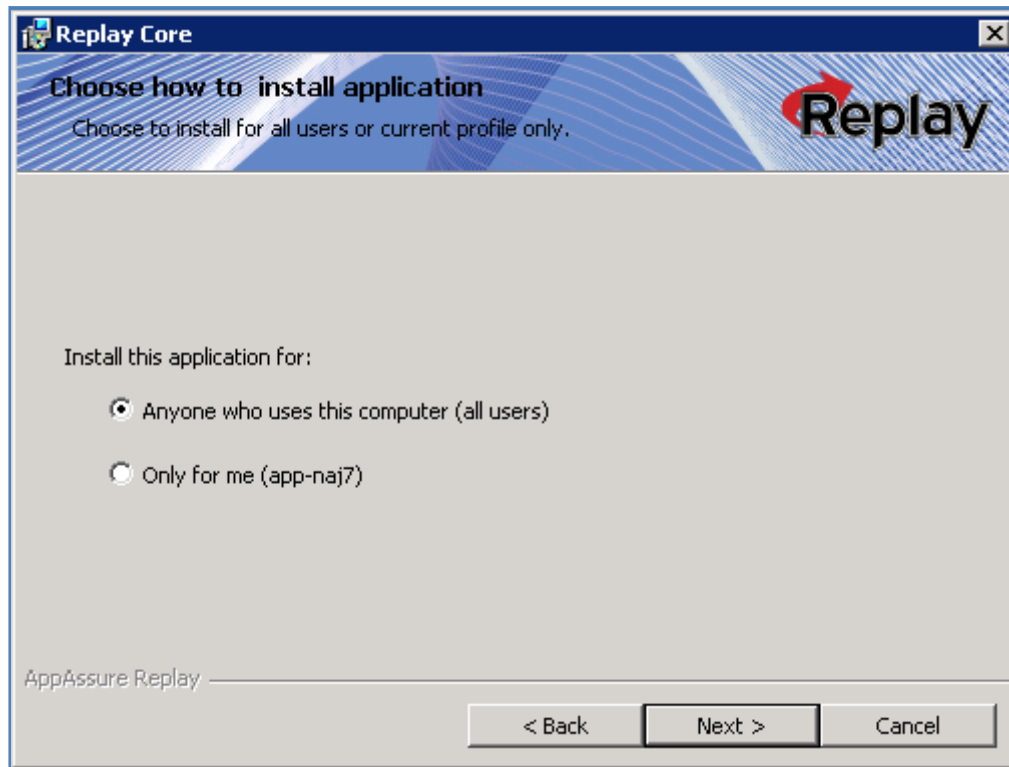 Replay Core
Choose how to install application
Choose to install for all users or current profile only.
Replay
Install this application for:
Anyone who uses this computer (all users)
Only for me (app-naj7)
AppAssure Replay
< Back Next > Cancel